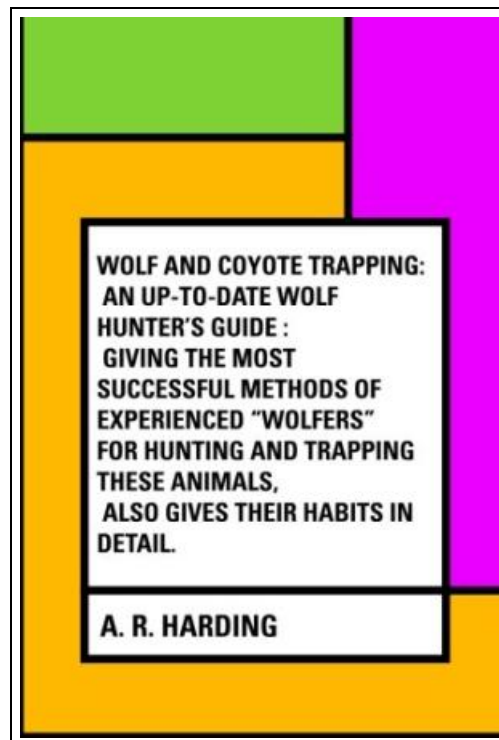 WOLF AND COYOTE TRAPPING:
AN UP-TO-DATE WOLF
HUNTER'S GUIDE :
GIVING THE MOST
SUCCESSFUL METHODS OF
EXPERIENCED "WOLFERS"
FOR HUNTING AND TRAPPING
THESE ANIMALS,
ALSO GIVES THEIR HABITS IN
DETAIL.
A. R. HARDING